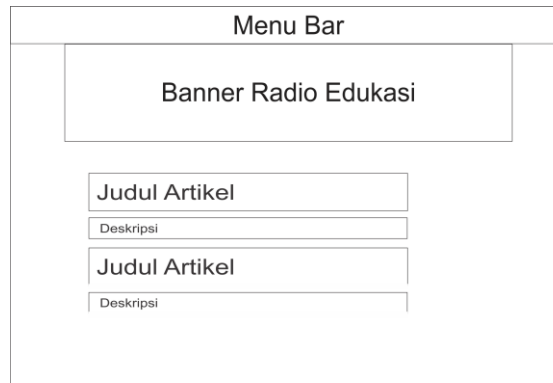 Menu Bar
Banner Radio Edukasi
Judul Artikel
Deskripsi
Judul Artikel
Deskripsi